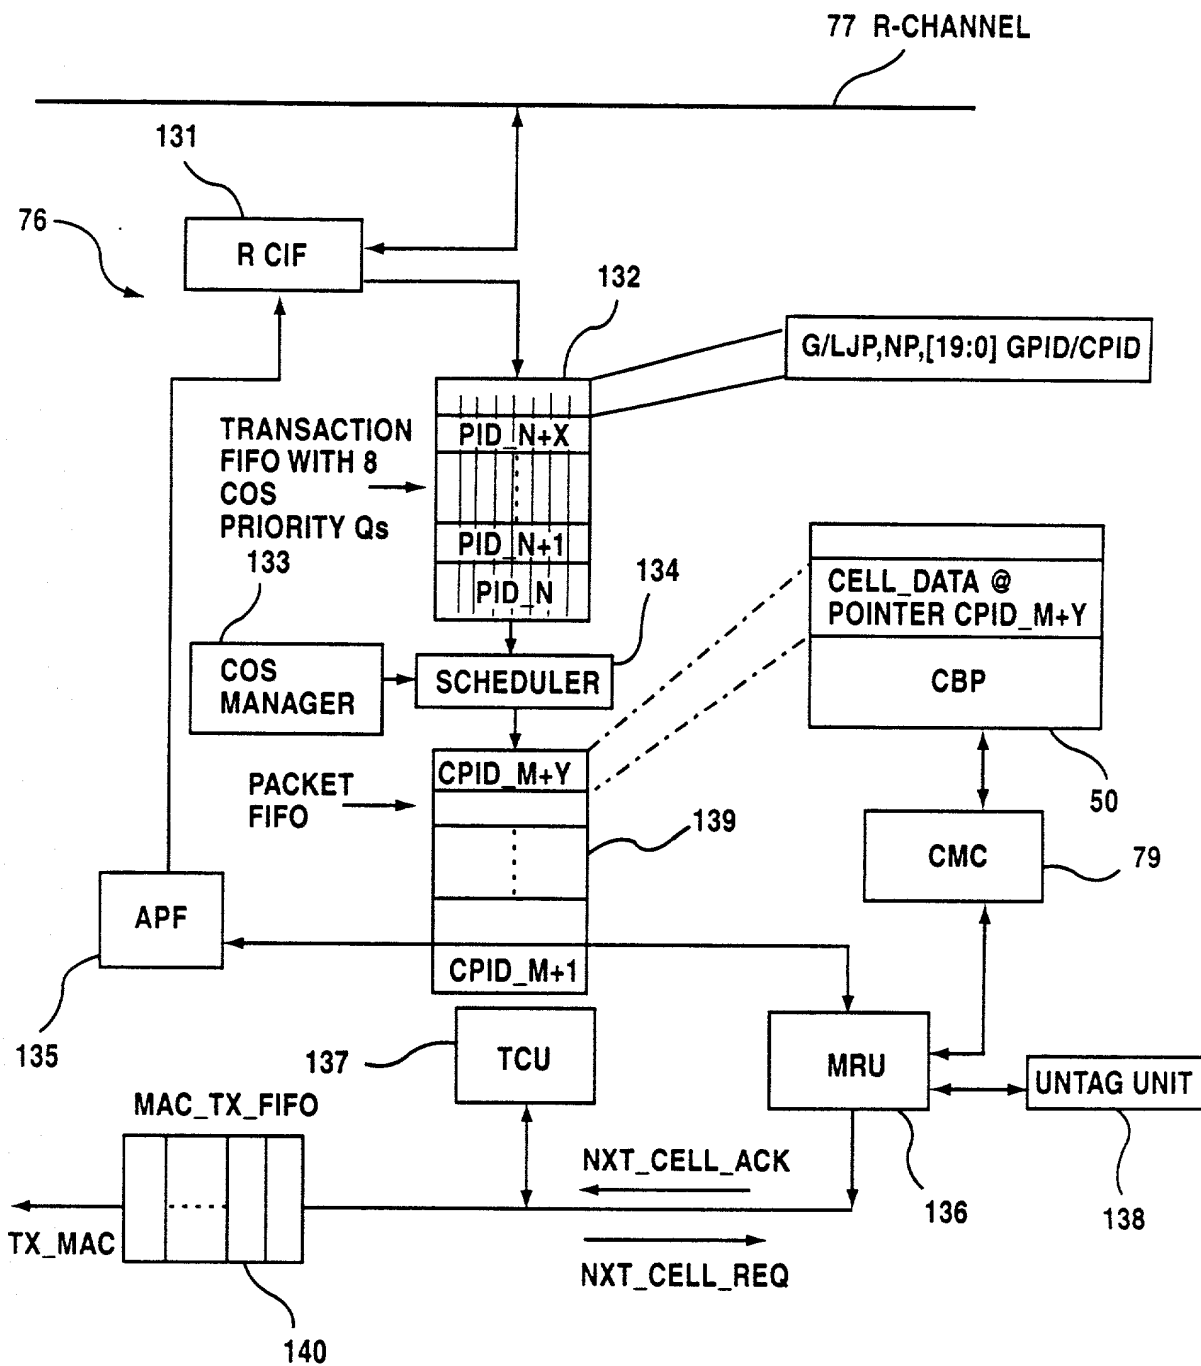 77 R-CHANNEL
131
76
R CIF
132
G/LJP,NP,[19:0] GPID/CPID
TRANSACTION
FIFO WITH 8
COS
PRIORITY Qs
PID_N+X
PID_N+1
PID_N
133
134
COS
MANAGER
SCHEDULER
CELL_DATA @
POINTER CPID_M+Y
CBP
50
PACKET
FIFO
CPID_M+Y
139
CMC
79
APF
CPID_M+1
135
137
TCU
MRU
UNTAG UNIT
MAC_TX_FIFO
NXT_CELL_ACK
136
138
TX_MAC
NXT_CELL_REQ
140